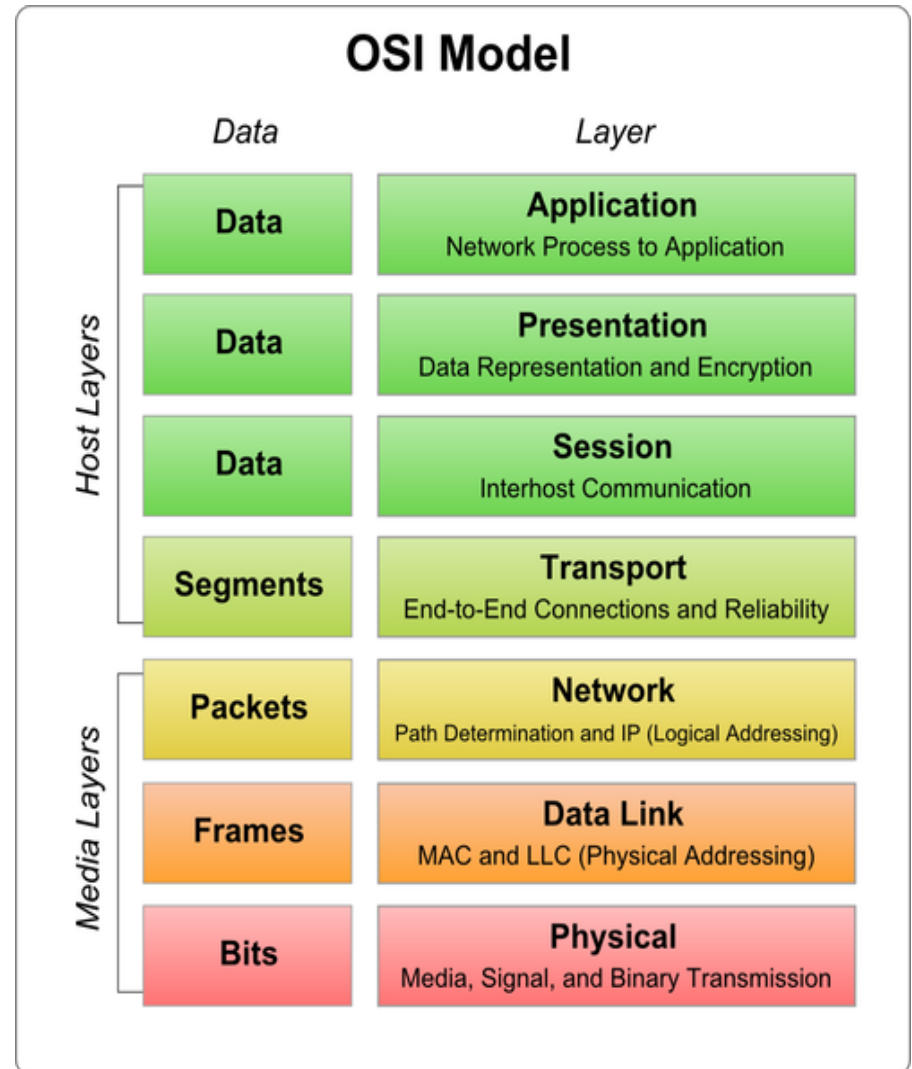 OSI Model
Data Layer
Host Layers
Data
Application
Network Process to Application
Data
Presentation
Data Representation and Encryption
Data
Session
Interhost Communication
Segments
Transport
End-to-End Connections and Reliability
Media Layers
Packets
Network
Path Determination and IP (Logical Addressing)
Frames
Data Link
MAC and LLC (Physical Addressing)
Bits
Physical
Media, Signal, and Binary Transmission